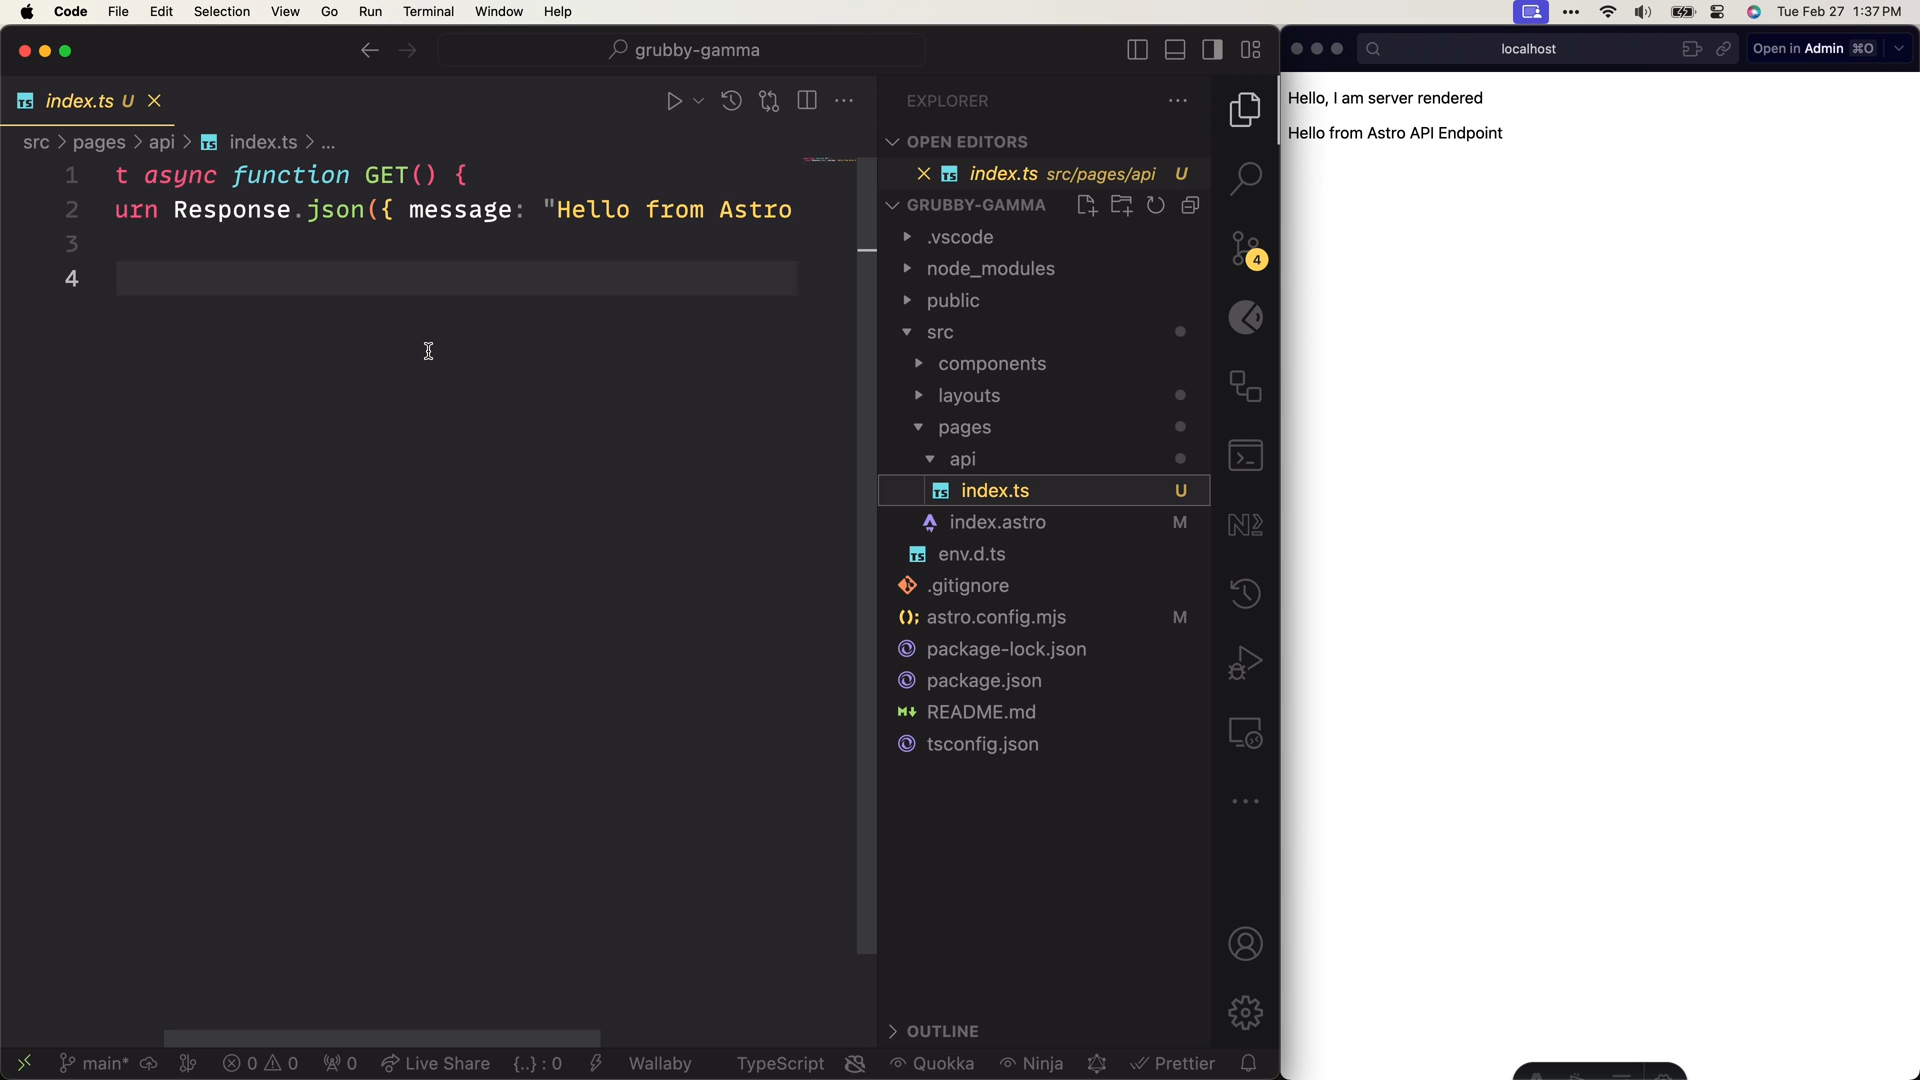 Code File Edit Selection View Go Run Terminal Window Help Tue Feb 27 1:37 PM
grubby-gamma
localhost
Open in Admin ⌘O
index.ts U
EXPLORER
src > pages > api > index.ts > ...
1 t async function GET() {
2 urn Response.json({ message: "Hello from Astro
3
4
OPEN EDITORS
index.ts src/pages/api U
GRUBBY-GAMMA
.vscode
node_modules
public
src
components
layouts
pages
api
index.ts U
index.astro M
env.d.ts
.gitignore
astro.config.mjs M
package-lock.json
package.json
README.md
tsconfig.json
OUTLINE
4
main* 0 0 0 Live Share {..} : 0 Wallaby TypeScript Quokka Ninja Prettier
Hello, I am server rendered
Hello from Astro API Endpoint